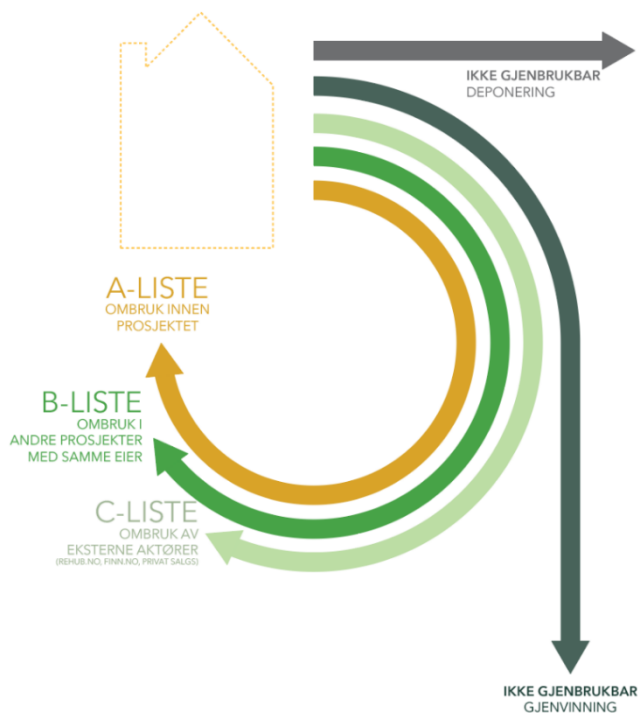 IKKE GJENBRUKBAR
DEPONERING
A-LISTE
OMBRUK INNEN
PROSJEKTET
B-LISTE
OMBRUK I
ANDRE PROSJEKTER
MED SAMME EIER
C-LISTE
OMBRUK AV
EKSTERNE AKTØRER
(REHUB.NO, FINN.NO, PRIVAT SALGS)
IKKE GJENBRUKBAR
GJENVINNING